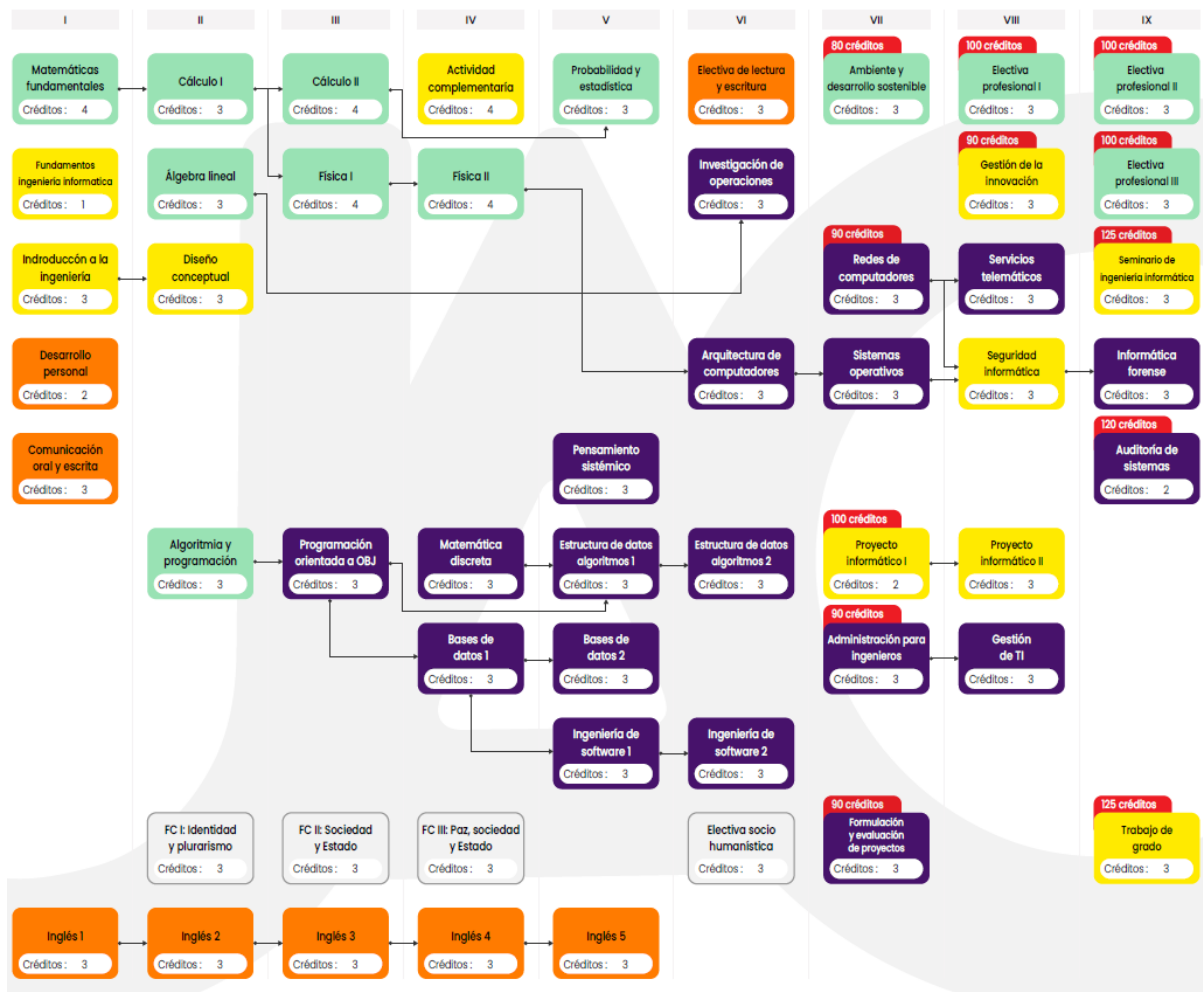 I II III IV V VI VII VIII IX
80 créditos 100 créditos 100 créditos
Matemáticas
fundamentales
Créditos: 4
Cálculo I
Créditos: 3
Cálculo II
Créditos: 4
Actividad
complementaria
Créditos: 4
Probabilidad y
estadística
Créditos: 3
Electiva de lectura
y escritura
Créditos: 3
Ambiente y
desarrollo sostenible
Créditos: 3
Electiva
profesional I
Créditos: 3
Electiva
profesional II
Créditos: 3
90 créditos 100 créditos
Fundamentos
ingenieria informatica
Créditos: 1
Álgebra lineal
Créditos: 3
Física I
Créditos: 4
Física II
Créditos: 4
Investigación de
operaciones
Créditos: 3
Gestión de la
innovación
Créditos: 3
Electiva
profesional III
Créditos: 3
90 créditos 125 créditos
Indroduccón a la
ingeniería
Créditos: 3
Diseño
conceptual
Créditos: 3
Redes de
computadores
Créditos: 3
Servicios
telemáticos
Créditos: 3
Seminario de
ingeniería informática
Créditos: 3
Desarrollo
personal
Créditos: 2
Arquitectura de
computadores
Créditos: 3
Sistemas
operativos
Créditos: 3
Seguridad
informática
Créditos: 3
Informática
forense
Créditos: 3
120 créditos
Comunicación
oral y escrita
Créditos: 3
Pensamiento
sistémico
Créditos: 3
Auditoría de
sistemas
Créditos: 2
100 créditos
Algoritmia y
programación
Créditos: 3
Programación
orientada a OBJ
Créditos: 3
Matemática
discreta
Créditos: 3
Estructura de datos
algoritmos 1
Créditos: 3
Estructura de datos
algoritmos 2
Créditos: 3
Proyecto
informático I
Créditos: 2
Proyecto
informático II
Créditos: 3
90 créditos
Bases de
datos 1
Créditos: 3
Bases de
datos 2
Créditos: 3
Administración para
ingenieros
Créditos: 3
Gestión
de TI
Créditos: 3
Ingeniería de
software 1
Créditos: 3
Ingeniería de
software 2
Créditos: 3
90 créditos 125 créditos
FC I: Identidad
y plurarismo
Créditos: 3
FC II: Sociedad
y Estado
Créditos: 3
FC III: Paz, sociedad
y Estado
Créditos: 3
Electiva socio
humanística
Créditos: 3
Formulación
y evaluación
de proyectos
Créditos: 3
Trabajo de
grado
Créditos: 3
Inglés 1
Créditos: 3
Inglés 2
Créditos: 3
Inglés 3
Créditos: 3
Inglés 4
Créditos: 3
Inglés 5
Créditos: 3